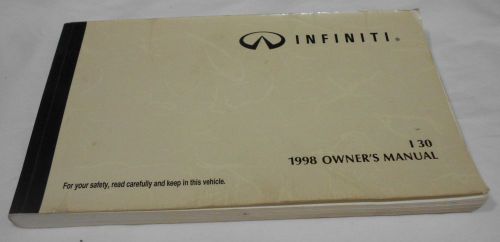 INFINITI®
I 30
1998 OWNER'S MANUAL
For your safety, read carefully and keep in this vehicle.